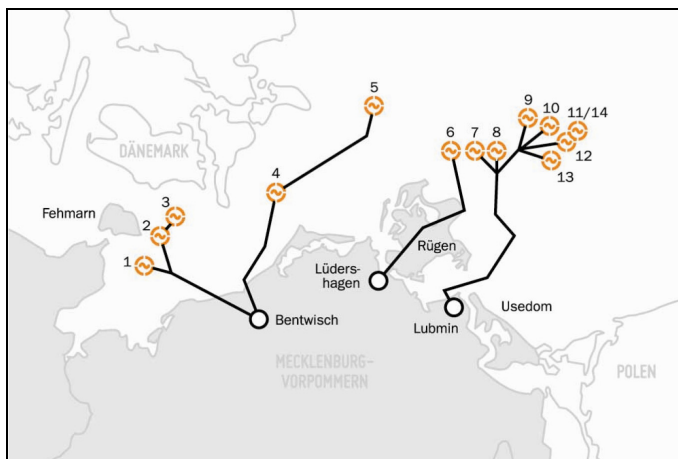 5
9
10
11/14
DÄNEMARK
6
7
8
12
13
4
3
Fehmarn
2
Rügen
1
Lüders-
hagen
Usedom
Bentwisch
Lubmin
MECKLENBURG-
VORPOMMERN
POLEN